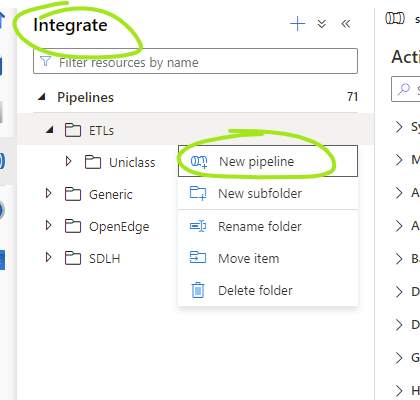 Integrate
Filter resources by name
Pipelines 71
ETLs
Uniclass
New pipeline
New subfolder
Generic
OpenEdge
Rename folder
SDLH
Move item
Delete folder
s
Acti
S
Sy
M
A
A
Ba
D
D
G
H